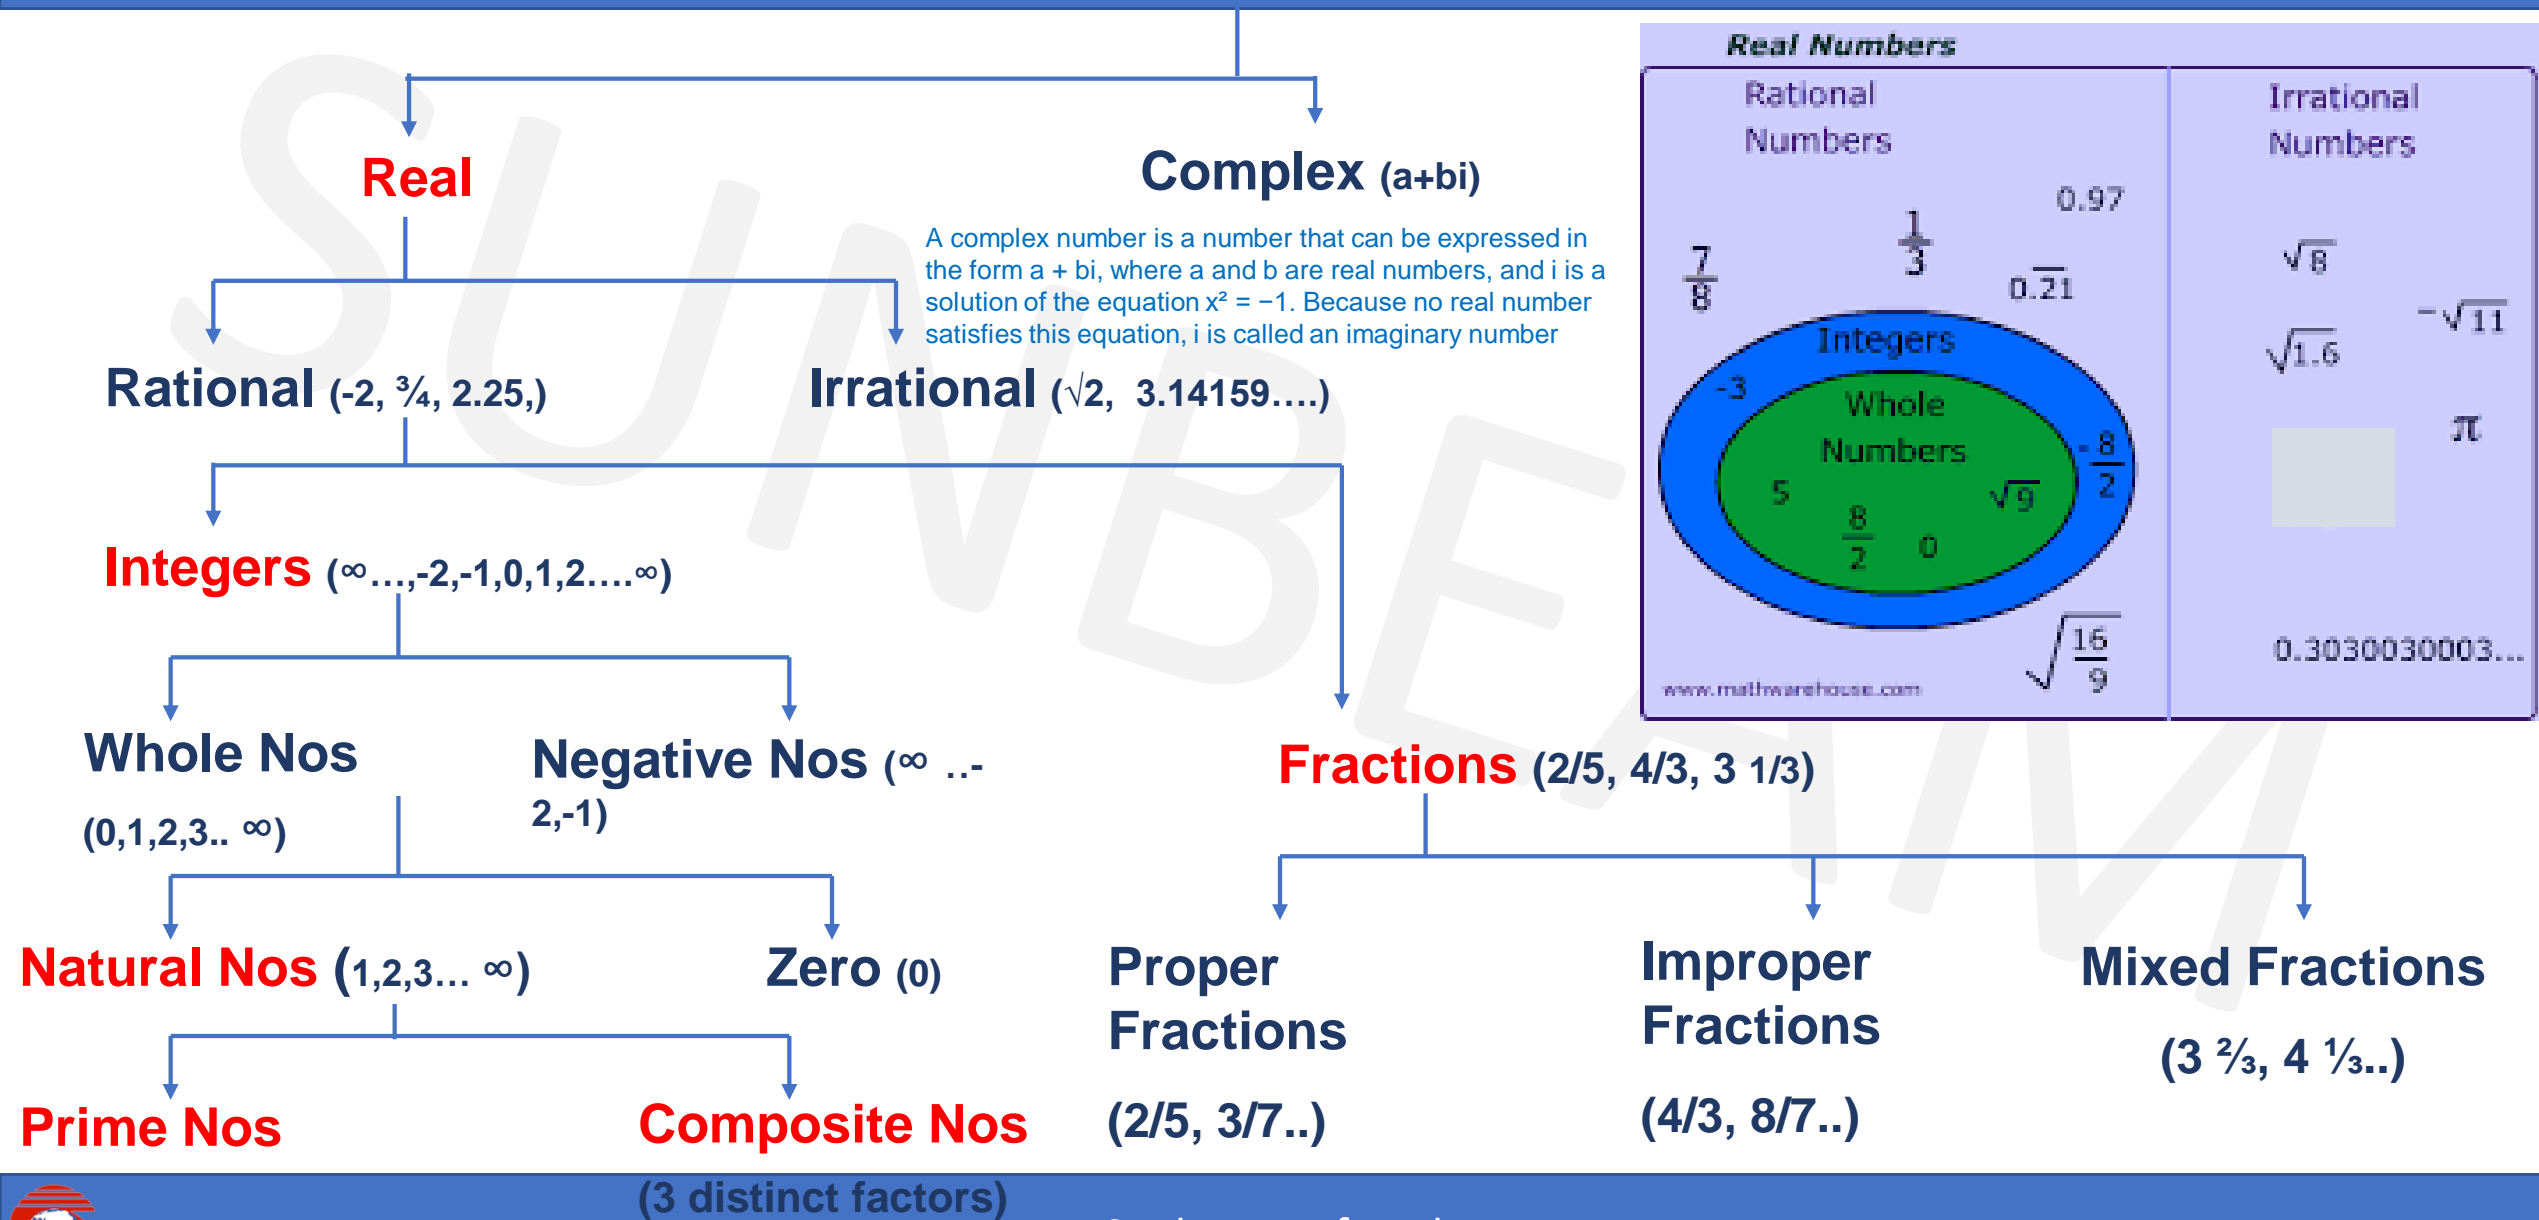 Real
Complex (a+bi)
A complex number is a number that can be expressed in
the form a + bi, where a and b are real numbers, and i is a
solution of the equation x² = −1. Because no real number
satisfies this equation, i is called an imaginary number
Rational (-2, ¾, 2.25,)
Irrational (√2, 3.14159....)
Integers (∞...,-2,-1,0,1,2....∞)
Whole Nos
(0,1,2,3.. ∞)
Negative Nos (∞ ..-
2,-1)
Fractions (2/5, 4/3, 3 1/3)
Natural Nos (1,2,3... ∞)
Zero (0)
Proper
Fractions
(2/5, 3/7..)
Improper
Fractions
(4/3, 8/7..)
Mixed Fractions
(3 ⅔, 4 ⅓..)
Prime Nos
Composite Nos
(3 distinct factors)
Real Numbers
Rational
Numbers
0.97
1/3
7/8
0.2̅1̅
Integers
-3
Whole
Numbers
-8/2
5
√9
8/2
0
√16/9
www.mathwarehouse.com
Irrational
Numbers
√8
-√11
√1.6
π
0.3030030003...
SUNBEAM